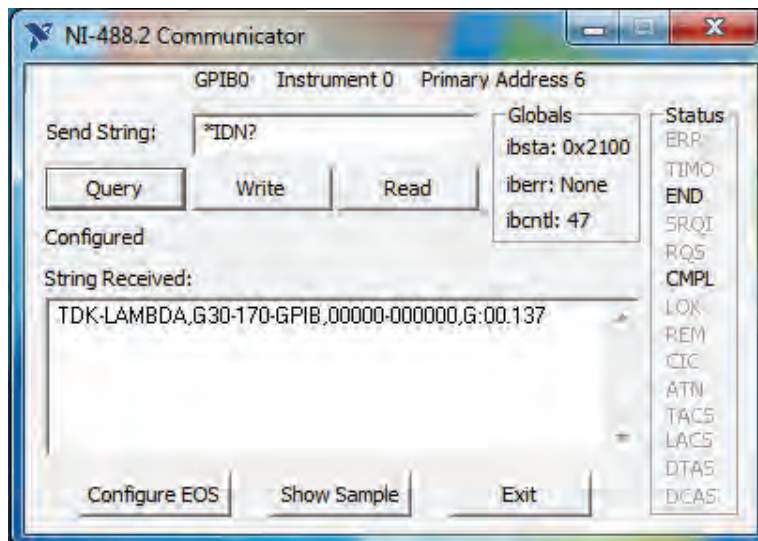 NI-488.2 Communicator
GPIB0 Instrument 0 Primary Address 6
Send String: *IDN?
Query Write Read
Configured
String Received:
TDK-LAMBDA,G30-170-GPIB,00000-000000,G:00.137
Configure EOS Show Sample Exit
Globals
ibsta: 0x2100
iberr: None
ibcntl: 47
Status
ERR
TIMO
END
SRQI
RQS
CMPL
LOK
REM
CIC
ATN
TACS
LACS
DTAS
DCAS